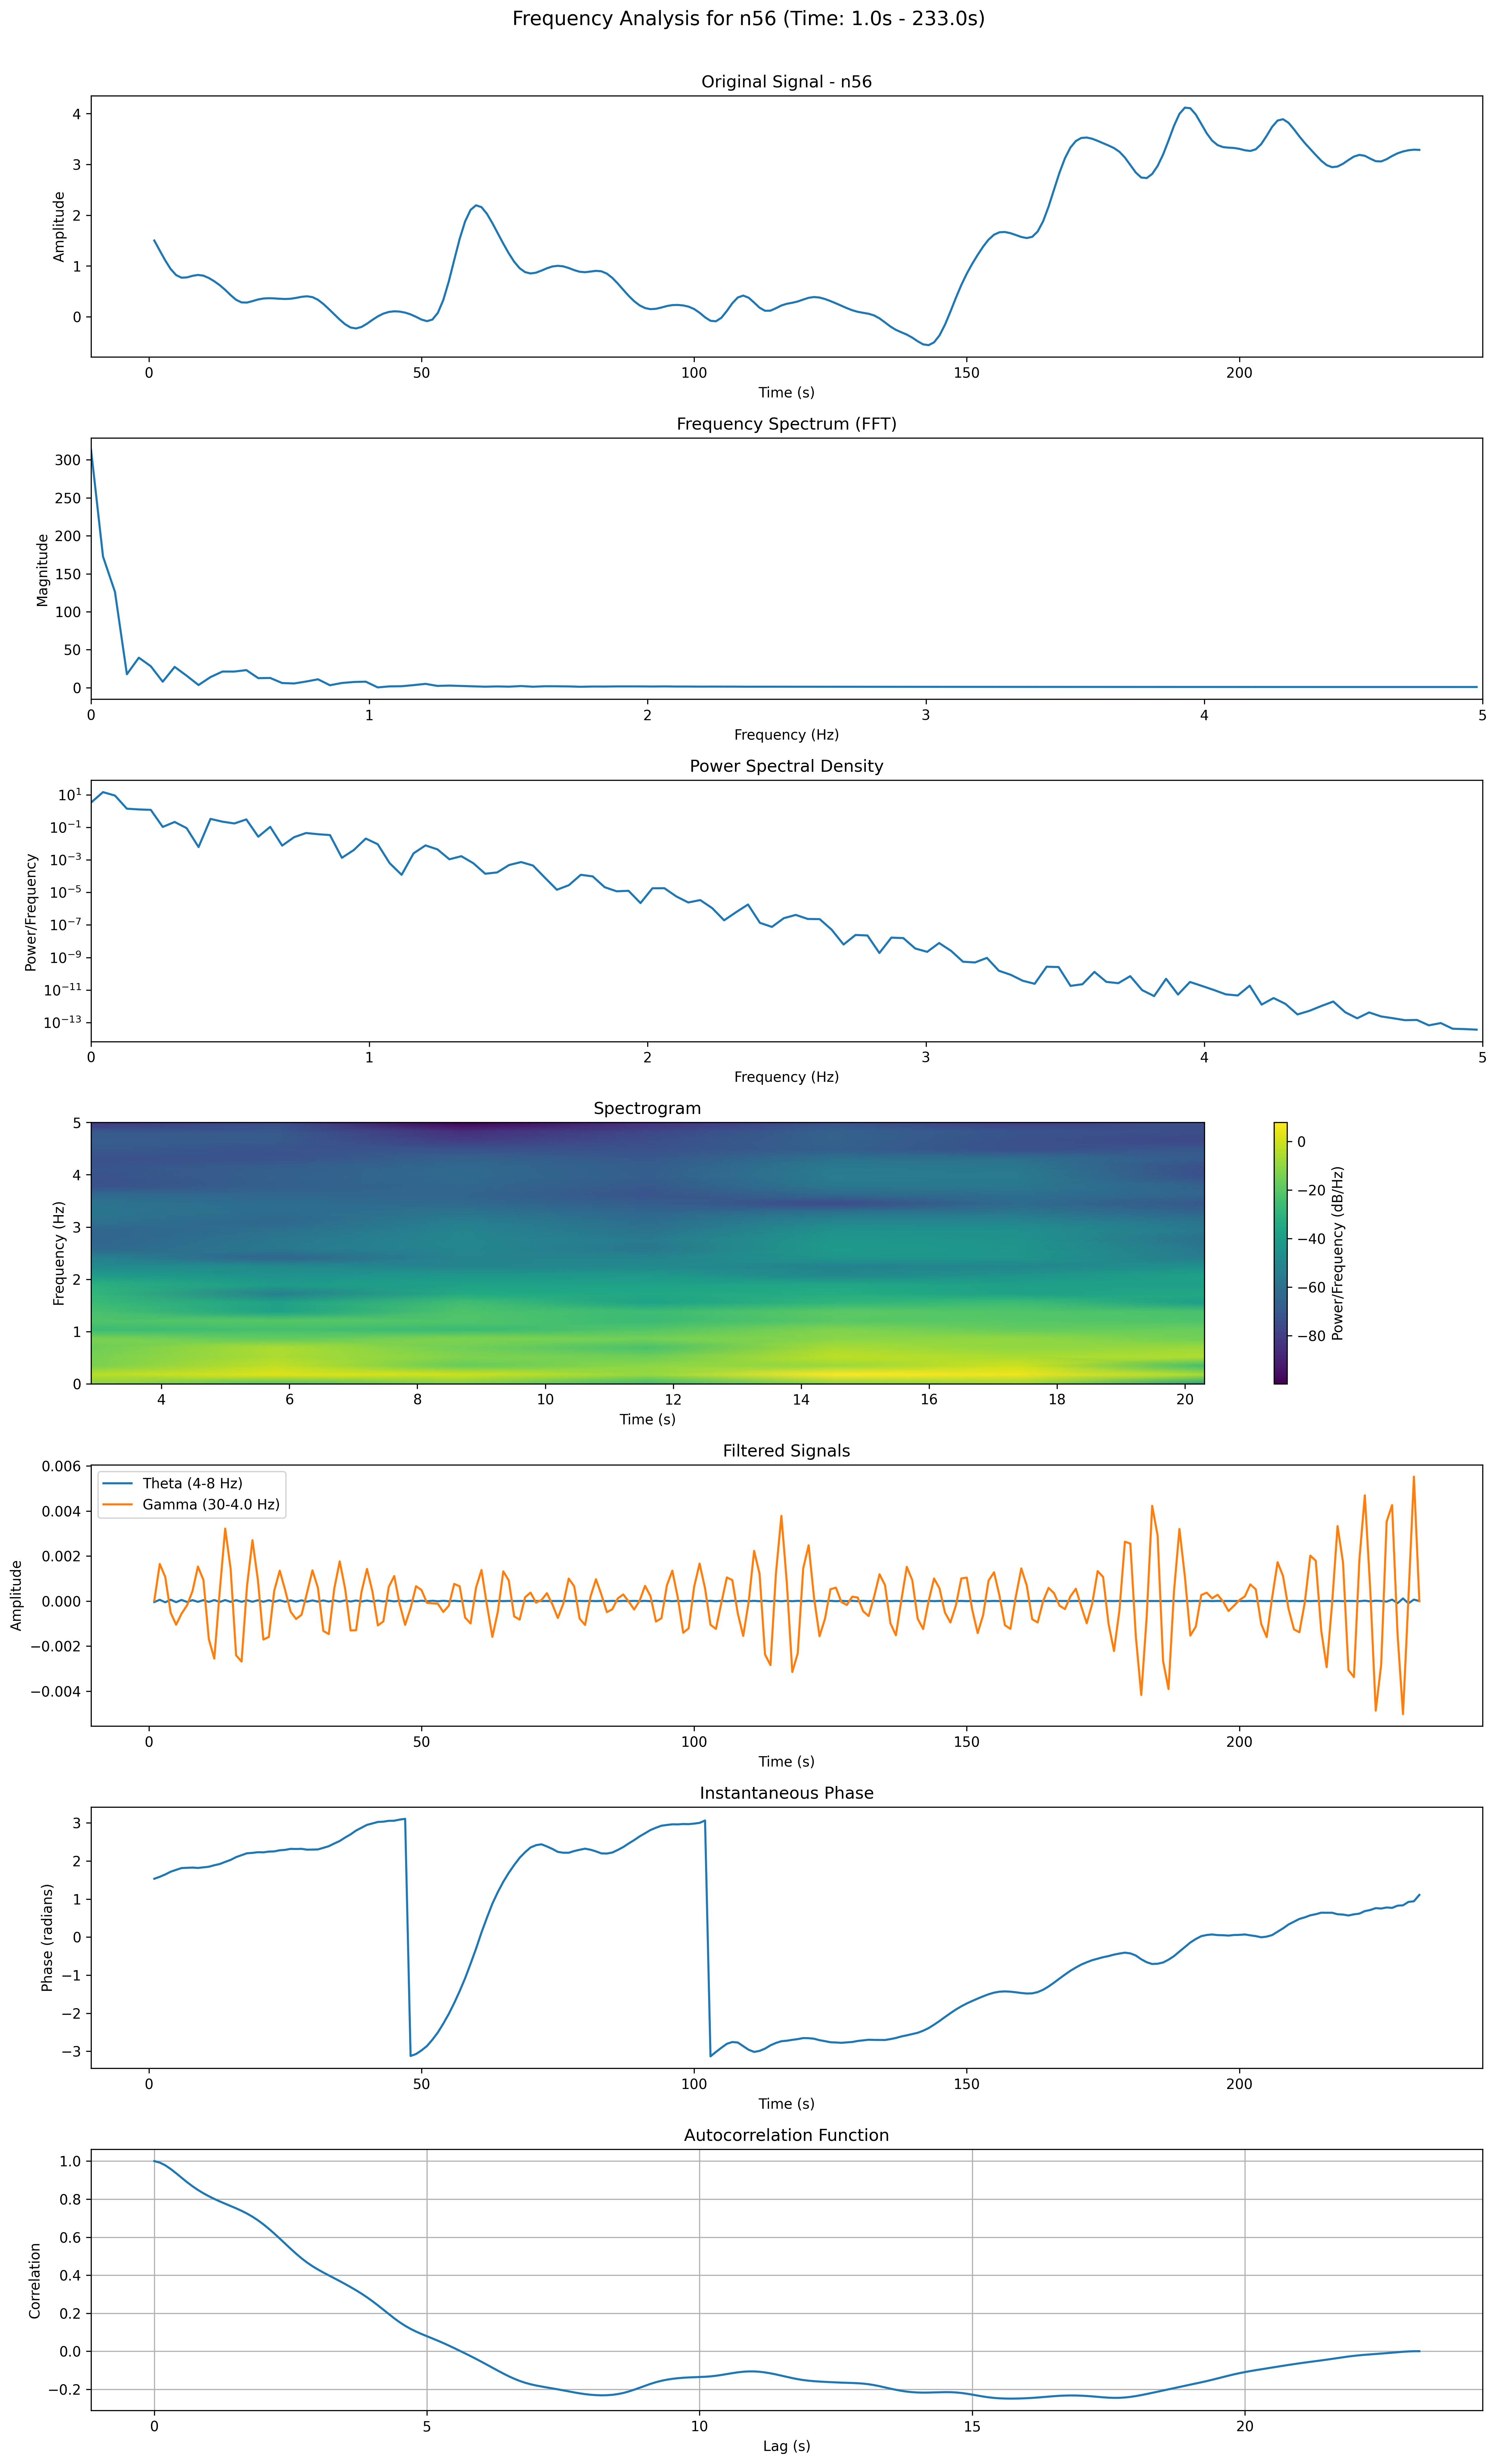 Frequency Analysis for n56 (Time: 1.0s - 233.0s)
Original Signal - n56
Amplitude
4
3
2
1
0
0 50 100 150 200
Time (s)
Frequency Spectrum (FFT)
Magnitude
300
250
200
150
100
50
0
0 1 2 3 4 5
Frequency (Hz)
Power Spectral Density
Power/Frequency
10¹
10⁻¹
10⁻³
10⁻⁵
10⁻⁷
10⁻⁹
10⁻¹¹
10⁻¹³
0 1 2 3 4 5
Frequency (Hz)
Spectrogram
Frequency (Hz)
5
4
3
2
1
0
4 6 8 10 12 14 16 18 20
Time (s)
0
−20
−40
−60
−80
Power/Frequency (dB/Hz)
Filtered Signals
Theta (4-8 Hz)
Gamma (30-4.0 Hz)
Amplitude
0.006
0.004
0.002
0.000
−0.002
−0.004
0 50 100 150 200
Time (s)
Instantaneous Phase
Phase (radians)
3
2
1
0
−1
−2
−3
0 50 100 150 200
Time (s)
Autocorrelation Function
Correlation
1.0
0.8
0.6
0.4
0.2
0.0
−0.2
0 5 10 15 20
Lag (s)